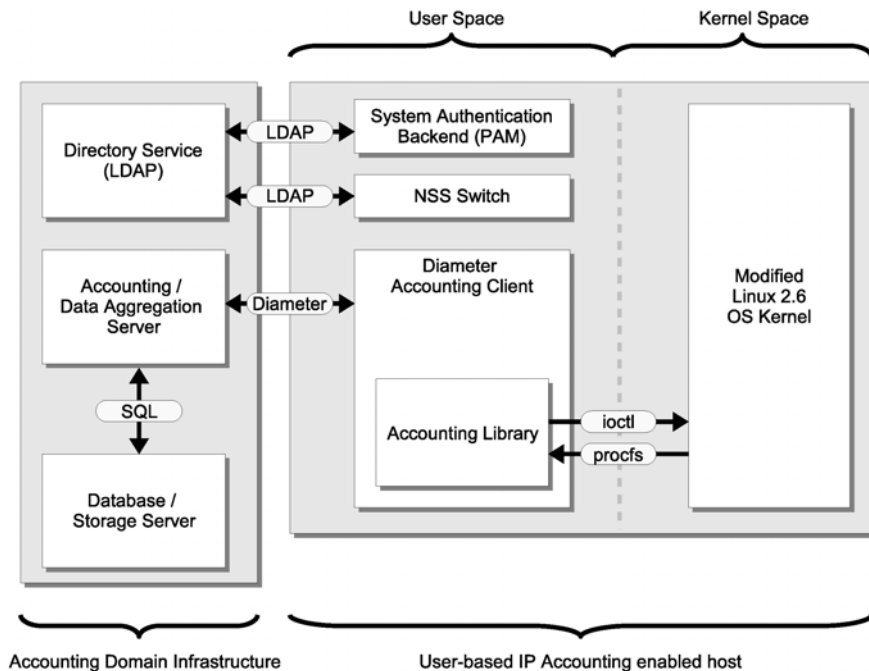 User Space
Kernel Space
Directory Service
(LDAP)
LDAP
System Authentication
Backend (PAM)
LDAP
NSS Switch
Accounting /
Data Aggregation
Server
Diameter
Diameter
Accounting Client
Modified
Linux 2.6
OS Kernel
SQL
Accounting Library
ioctl
procfs
Database /
Storage Server
Accounting Domain Infrastructure
User-based IP Accounting enabled host